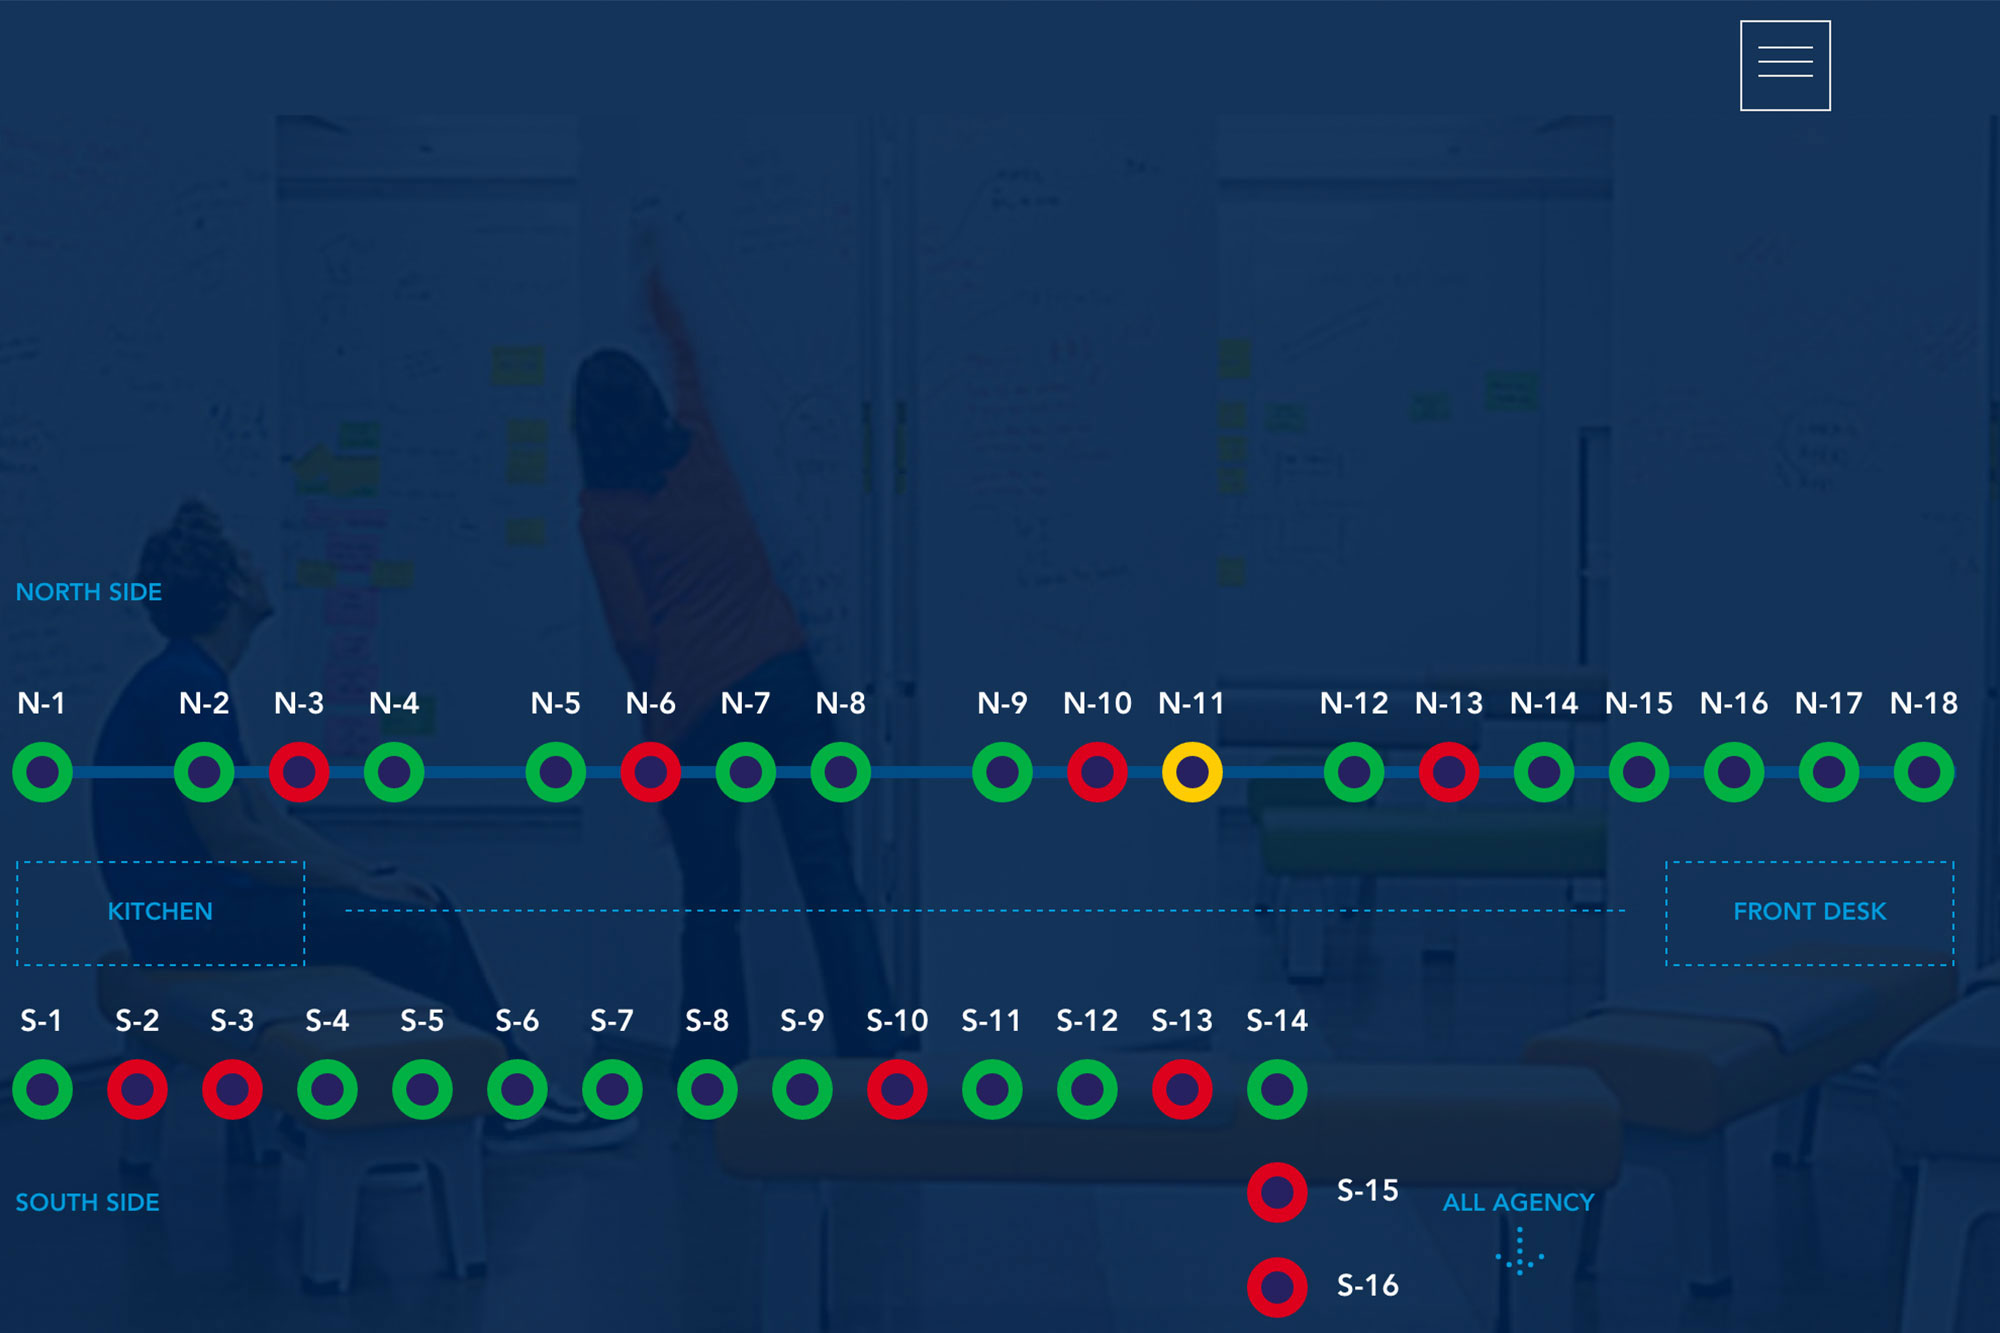 NORTH SIDE
N-1 N-2 N-3 N-4 N-5 N-6 N-7 N-8 N-9 N-10 N-11 N-12 N-13 N-14 N-15 N-16 N-17 N-18
KITCHEN FRONT DESK
S-1 S-2 S-3 S-4 S-5 S-6 S-7 S-8 S-9 S-10 S-11 S-12 S-13 S-14
S-15
SOUTH SIDE ALL AGENCY
S-16